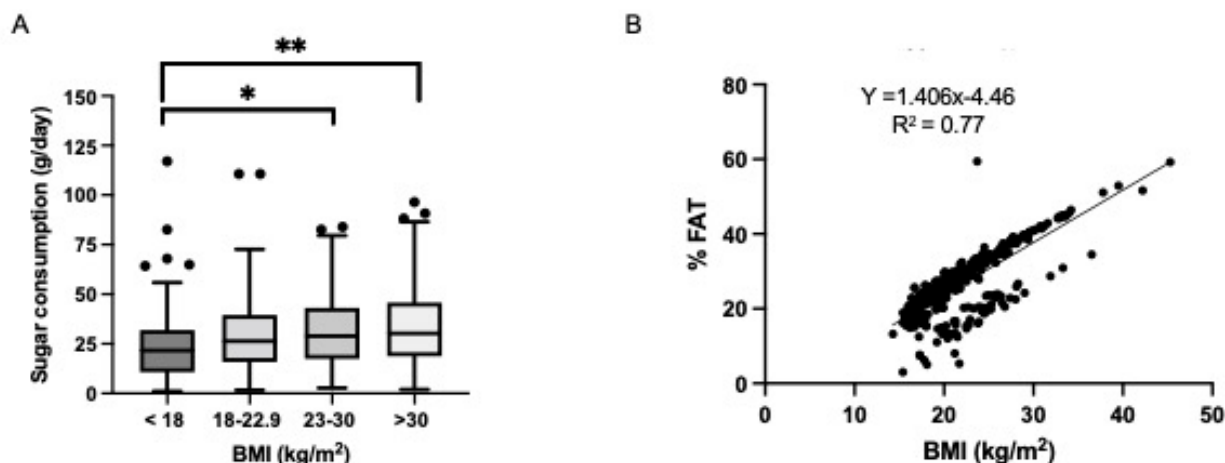 A
**
*
150
125
100
75
50
25
0
Sugar consumption (g/day)
< 18 18-22.9 23-30 >30
BMI (kg/m²)
B
Y =1.406x-4.46
R² = 0.77
80
60
40
20
0
% FAT
0 10 20 30 40 50
BMI (kg/m²)